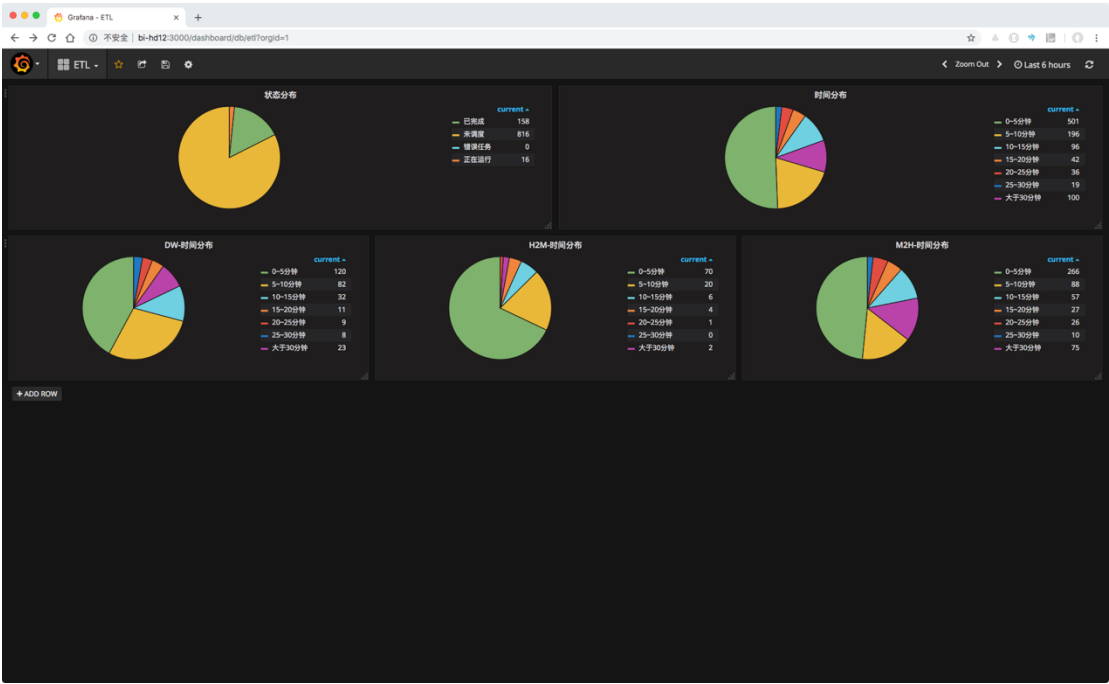 Grafana - ETL
不安全 | bi-hd12:3000/dashboard/db/etl?orgId=1
ETL
Zoom Out
Last 6 hours
状态分布
current
已完成 158
未调度 816
错误任务 0
正在运行 16
时间分布
current
0~5分钟 501
5~10分钟 196
10~15分钟 96
15~20分钟 42
20~25分钟 36
25~30分钟 19
大于30分钟 100
DW-时间分布
current
0~5分钟 120
5~10分钟 82
10~15分钟 32
15~20分钟 11
20~25分钟 9
25~30分钟 8
大于30分钟 23
H2M-时间分布
current
0~5分钟 70
5~10分钟 20
10~15分钟 6
15~20分钟 4
20~25分钟 1
25~30分钟 0
大于30分钟 2
M2H-时间分布
current
0~5分钟 266
5~10分钟 88
10~15分钟 57
15~20分钟 27
20~25分钟 26
25~30分钟 10
大于30分钟 75
+ ADD ROW